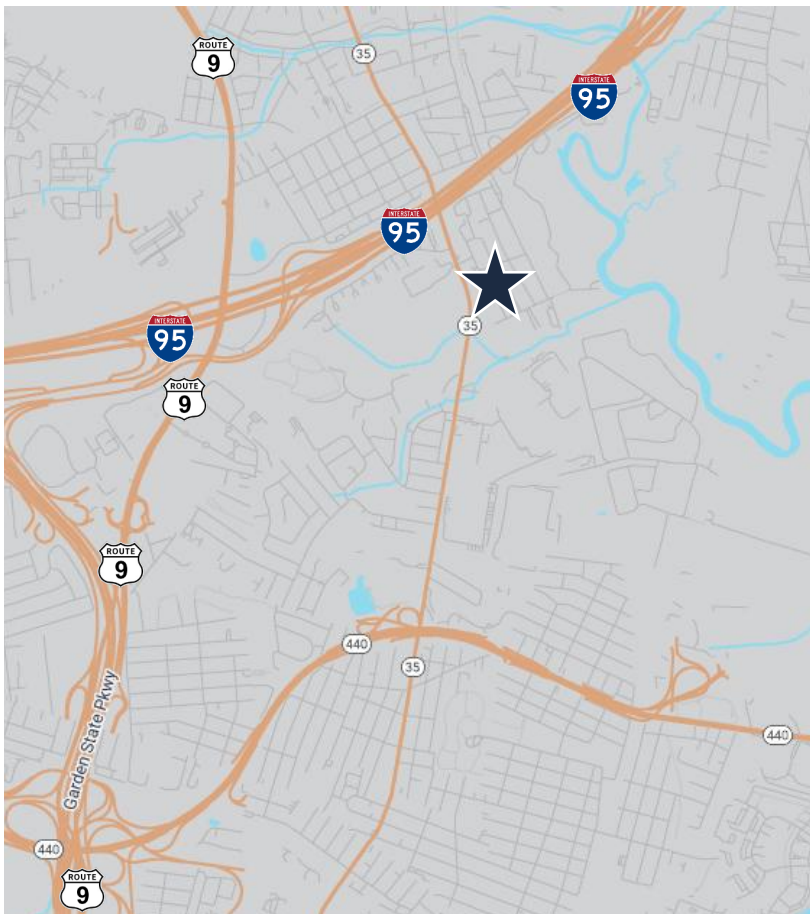 ROUTE
9
35
INTERSTATE
95
INTERSTATE
95
35
INTERSTATE
95
ROUTE
9
ROUTE
9
440
35
Garden State Pkwy
440
440
ROUTE
9